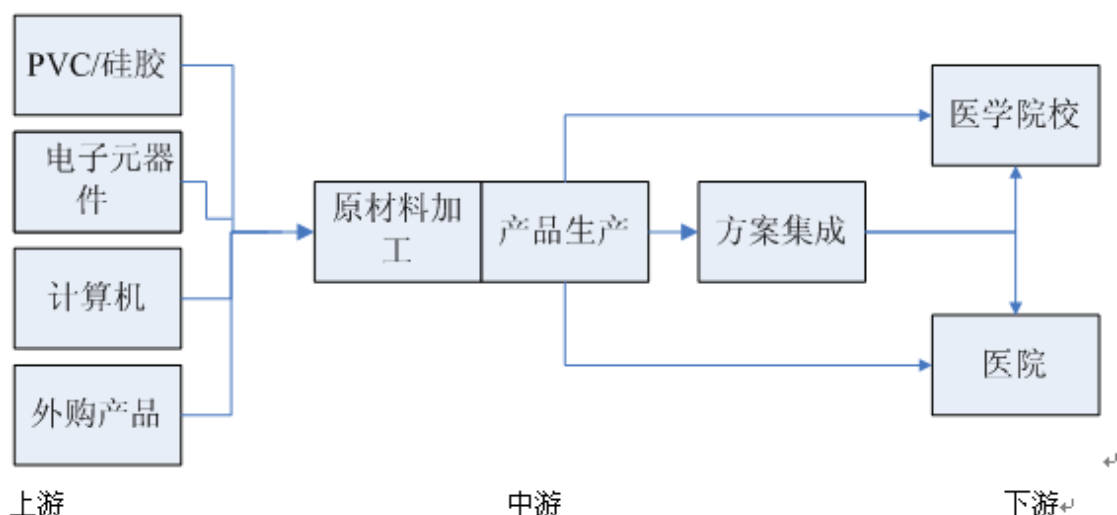 PVC/硅胶
电子元器
件
计算机
外购产品
原材料加
工
产品生产
方案集成
医学院校
医院
上游
中游
下游